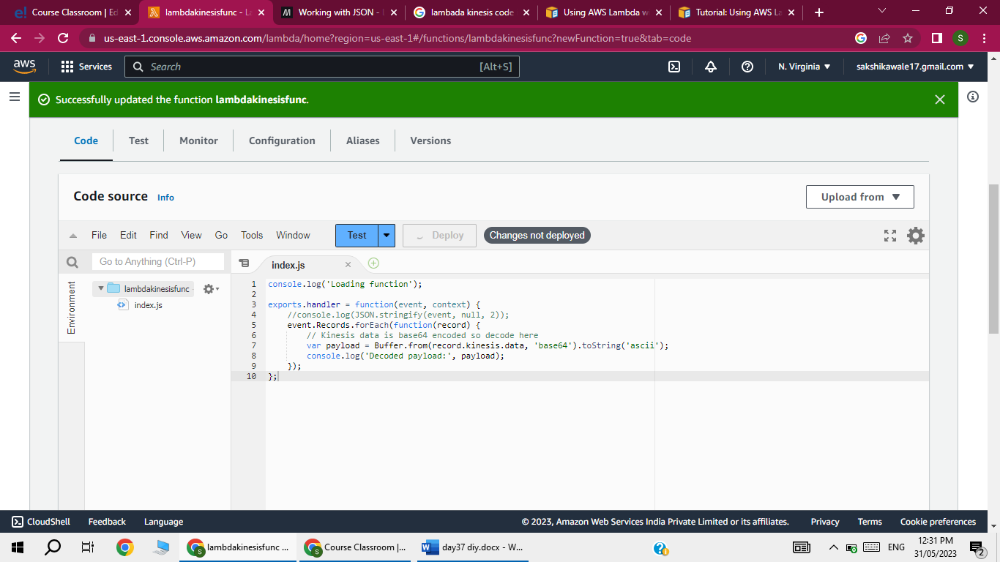 Course Classroom | Ed
lambdakinesisfunc - La
Working with JSON - L
lambada kinesis code
Using AWS Lambda w
Tutorial: Using AWS La
us-east-1.console.aws.amazon.com/lambda/home?region=us-east-1#/functions/lambdakinesisfunc?newFunction=true&tab=code
S
aws
Services
Search
[Alt+S]
N. Virginia
sakshikawale17.gmail.com
Successfully updated the function lambdakinesisfunc.
Code
Test
Monitor
Configuration
Aliases
Versions
Code source
Info
Upload from
File
Edit
Find
View
Go
Tools
Window
Test
Deploy
Changes not deployed
Go to Anything (Ctrl-P)
index.js
Environment
lambdakinesisfunc
index.js
1 console.log('Loading function');
2
3 exports.handler = function(event, context) {
4 //console.log(JSON.stringify(event, null, 2));
5 event.Records.forEach(function(record) {
6 // Kinesis data is base64 encoded so decode here
7 var payload = Buffer.from(record.kinesis.data, 'base64').toString('ascii');
8 console.log('Decoded payload:', payload);
9 });
10 };
CloudShell
Feedback
Language
© 2023, Amazon Web Services India Private Limited or its affiliates.
Privacy
Terms
Cookie preferences
lambdakinesisfunc ...
Course Classroom |...
day37 diy.docx - W...
ENG
12:31 PM
31/05/2023
2